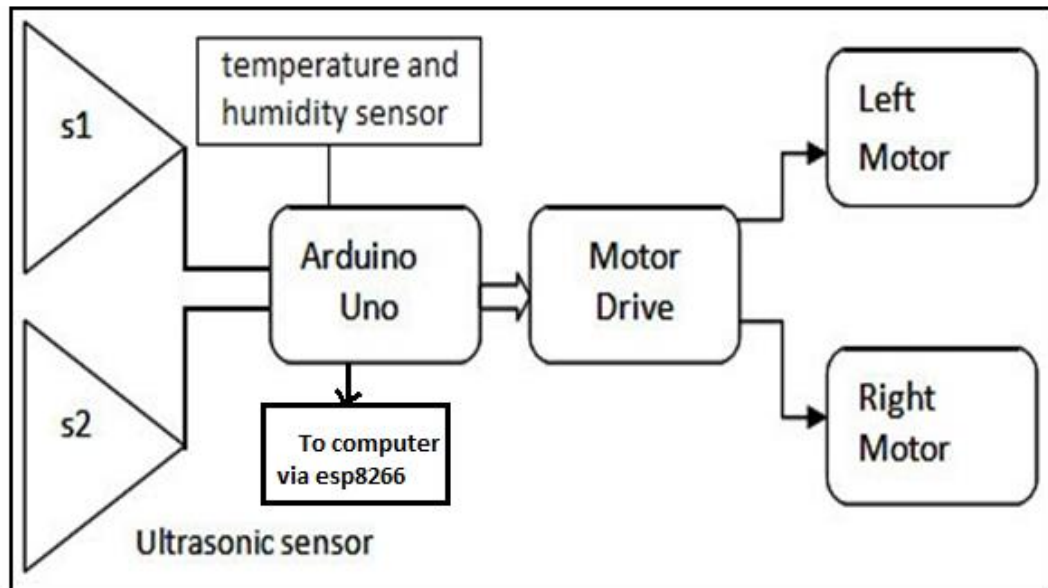 s1
temperature and
humidity sensor
Left
Motor
Arduino
Uno
Motor
Drive
s2
To computer
via esp8266
Right
Motor
Ultrasonic sensor